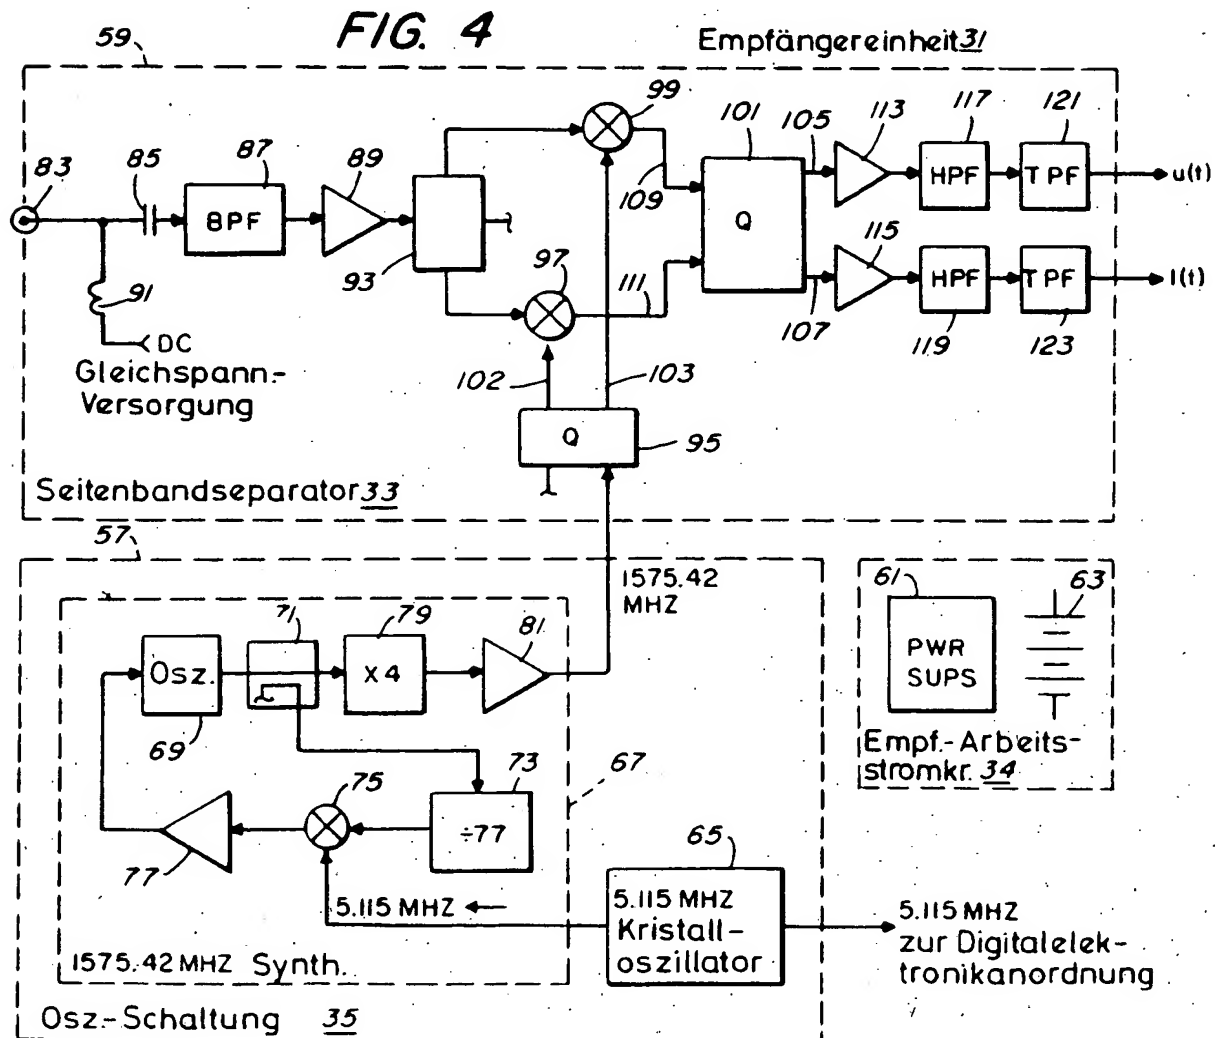 FIG. 4
Empfängereinheit 31
59
83
85
87
BPF
89
91
DC
Gleichspann.-
Versorgung
93
97
99
101
Q
102
103
Q
95
105
107
109
111
113
115
117
HPF
119
HPF
121
TPF
123
TPF
u(t)
l(t)
Seitenbandseparator 33
57
1575.42
MHZ
71
79
81
Osz.
X4
69
67
75
73
÷77
77
65
5.115 MHZ
5.115 MHZ
Kristall-
oszillator
1575.42 MHZ Synth.
Osz.-Schaltung 35
61
63
PWR
SUPS
Empf.-Arbeits-
stromkr. 34
5.115 MHZ
zur Digitalelek-
tronikanordnung